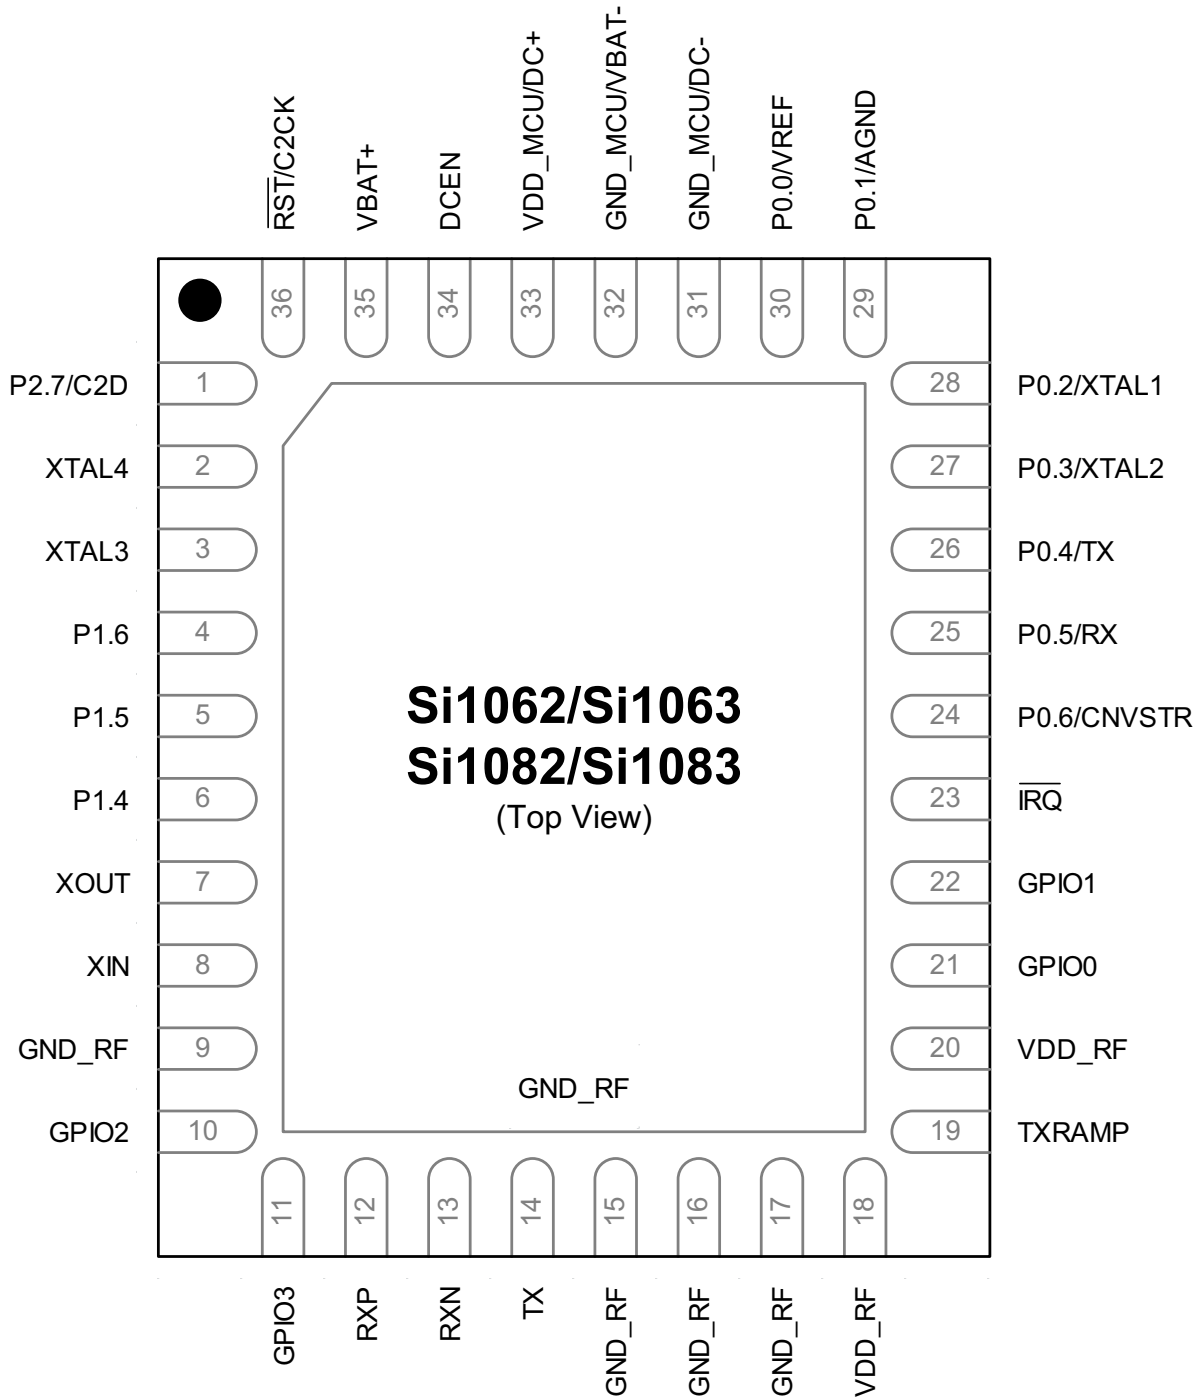 RST/C2CK
VBAT+
DCEN
VDD_MCU/DC+
GND_MCU/VBAT-
GND_MCU/DC-
P0.0/VREF
P0.1/AGND
36
35
34
33
32
31
30
29
P2.7/C2D 1
XTAL4 2
XTAL3 3
P1.6 4
P1.5 5
P1.4 6
XOUT 7
XIN 8
GND_RF 9
GPIO2 10
Si1062/Si1063
Si1082/Si1083
(Top View)
GND_RF
28 P0.2/XTAL1
27 P0.3/XTAL2
26 P0.4/TX
25 P0.5/RX
24 P0.6/CNVSTR
23 IRQ
22 GPIO1
21 GPIO0
20 VDD_RF
19 TXRAMP
11
12
13
14
15
16
17
18
GPIO3
RXP
RXN
TX
GND_RF
GND_RF
GND_RF
VDD_RF